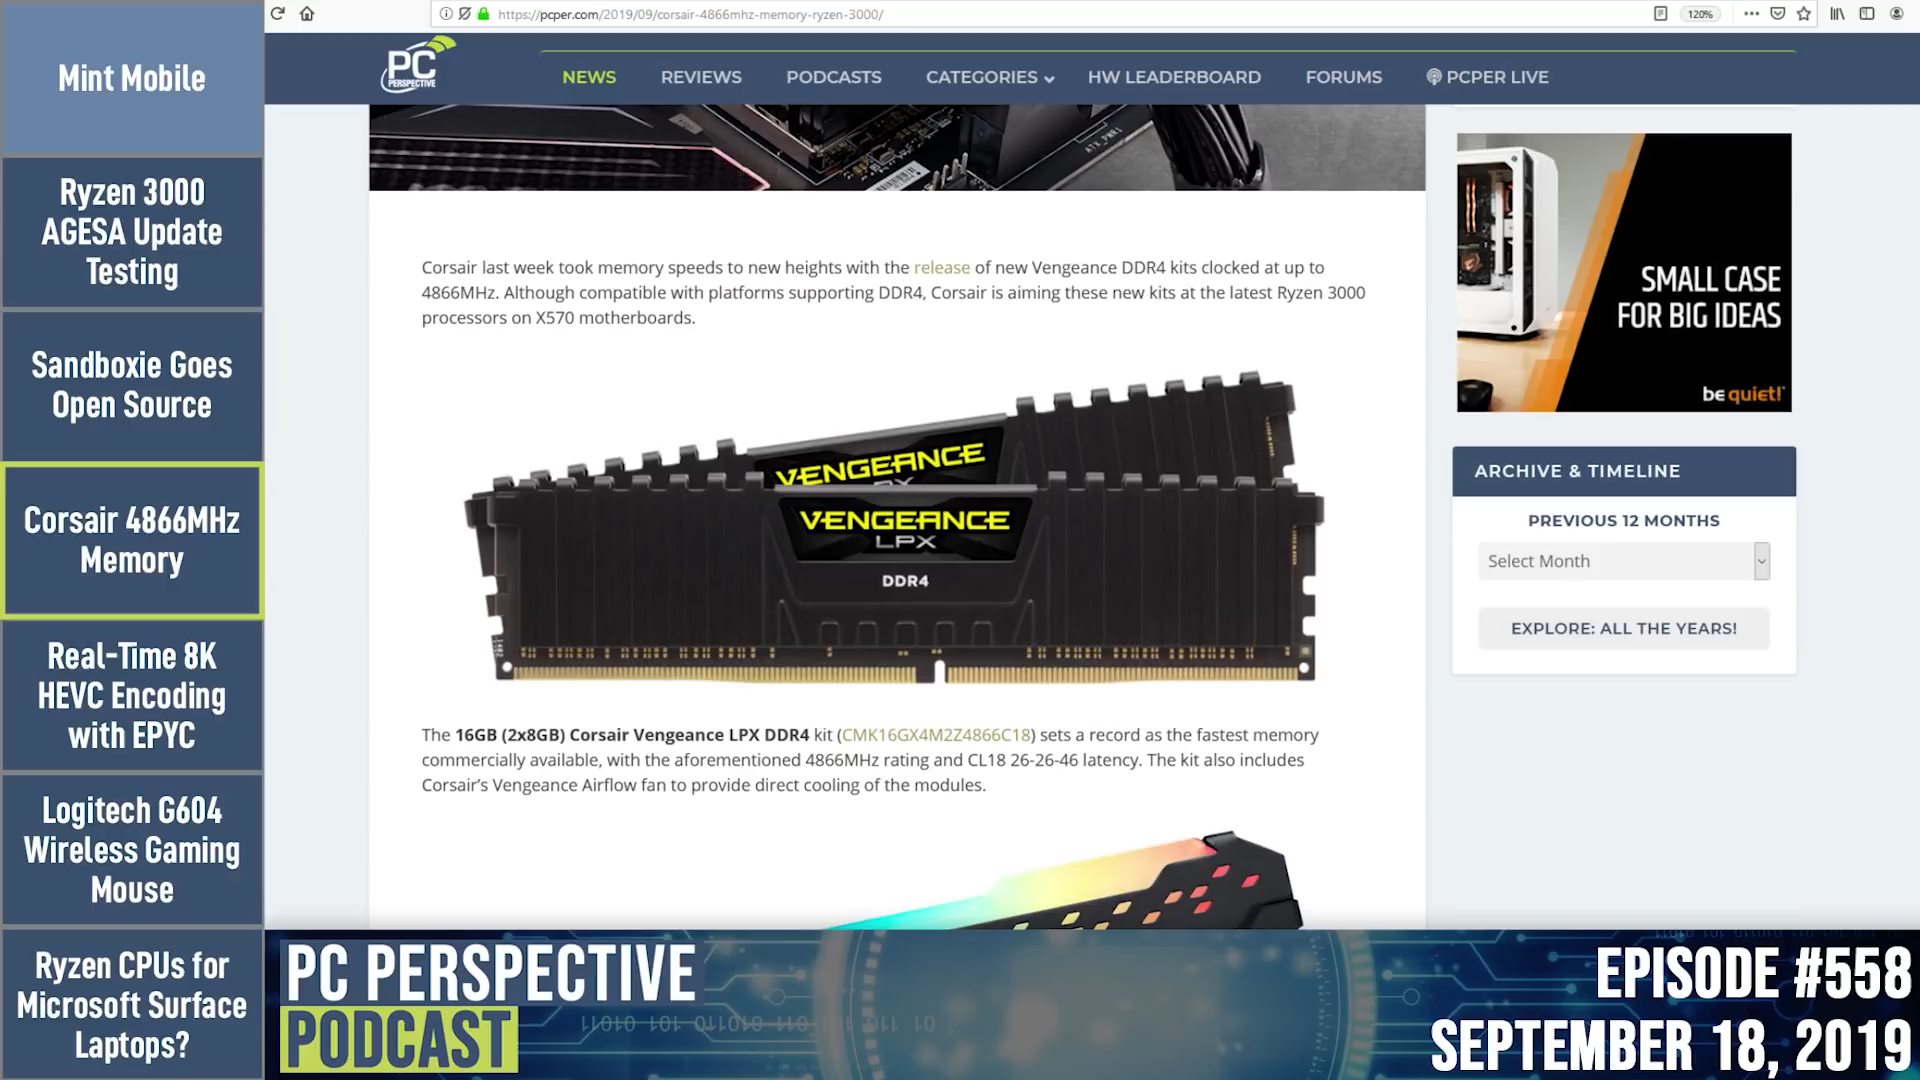 Mint Mobile
Ryzen 3000
AGESA Update
Testing
Sandboxie Goes
Open Source
Corsair 4866MHz
Memory
Real-Time 8K
HEVC Encoding
with EPYC
Logitech G604
Wireless Gaming
Mouse
Ryzen CPUs for
Microsoft Surface
Laptops?
https://pcper.com/2019/09/corsair-4866mhz-memory-ryzen-3000/
120%
PC
PERSPECTIVE
NEWS REVIEWS PODCASTS CATEGORIES HW LEADERBOARD FORUMS PCPER LIVE
ATX_PWR1
Corsair last week took memory speeds to new heights with the release of new Vengeance DDR4 kits clocked at up to
4866MHz. Although compatible with platforms supporting DDR4, Corsair is aiming these new kits at the latest Ryzen 3000
processors on X570 motherboards.
VENGEANCE
VENGEANCE
LPX
DDR4
The 16GB (2x8GB) Corsair Vengeance LPX DDR4 kit (CMK16GX4M2Z4866C18) sets a record as the fastest memory
commercially available, with the aforementioned 4866MHz rating and CL18 26-26-46 latency. The kit also includes
Corsair’s Vengeance Airflow fan to provide direct cooling of the modules.
SMALL CASE
FOR BIG IDEAS
be quiet!
ARCHIVE & TIMELINE
PREVIOUS 12 MONTHS
Select Month
EXPLORE: ALL THE YEARS!
PC PERSPECTIVE
PODCAST
EPISODE #558
SEPTEMBER 18, 2019